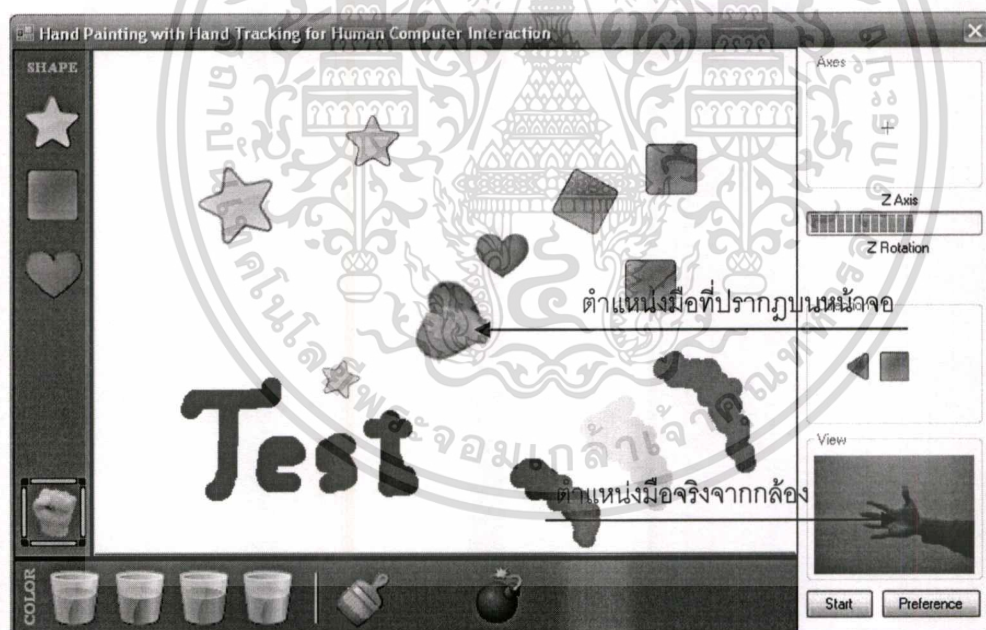 Hand Painting with Hand Tracking for Human Computer Interaction
SHAPE
Axes
Z Axis
Z Rotation
ตำแหน่งมือที่ปรากฎบนหน้าจอ
Test
View
ตำแหน่งมือจริงจากกล้อง
COLOR
Start
Preference